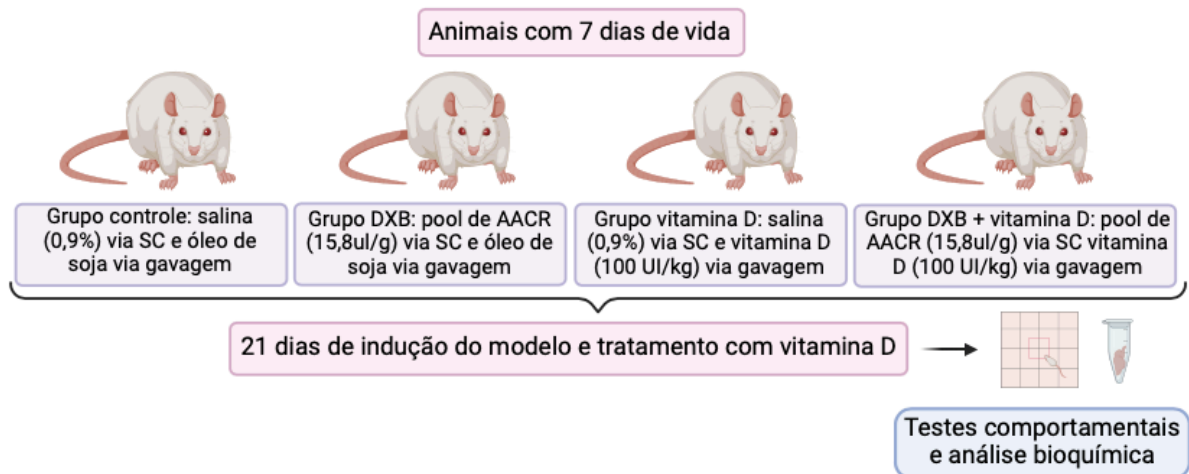 Animais com 7 dias de vida
Grupo controle: salina
(0,9%) via SC e óleo de
soja via gavagem
Grupo DXB: pool de AACR
(15,8ul/g) via SC e óleo de
soja via gavagem
Grupo vitamina D: salina
(0,9%) via SC e vitamina D
(100 UI/kg) via gavagem
Grupo DXB + vitamina D: pool de
AACR (15,8ul/g) via SC vitamina
D (100 UI/kg) via gavagem
21 dias de indução do modelo e tratamento com vitamina D
Testes comportamentais
e análise bioquímica